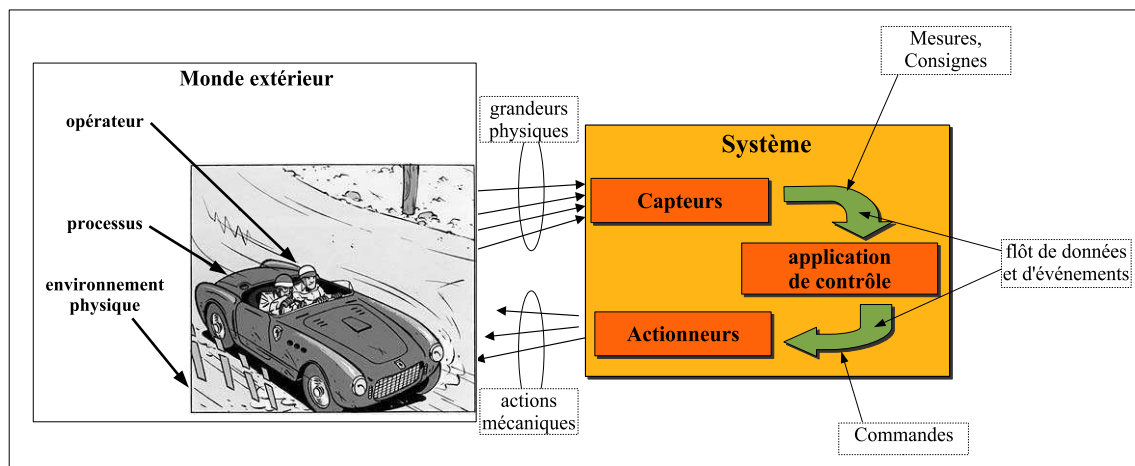 Monde extérieur
opérateur
processus
environnement
physique
grandeurs
physiques
actions
mécaniques
Système
Capteurs
application
de contrôle
Actionneurs
Mesures,
Consignes
flôt de données
et d'événements
Commandes